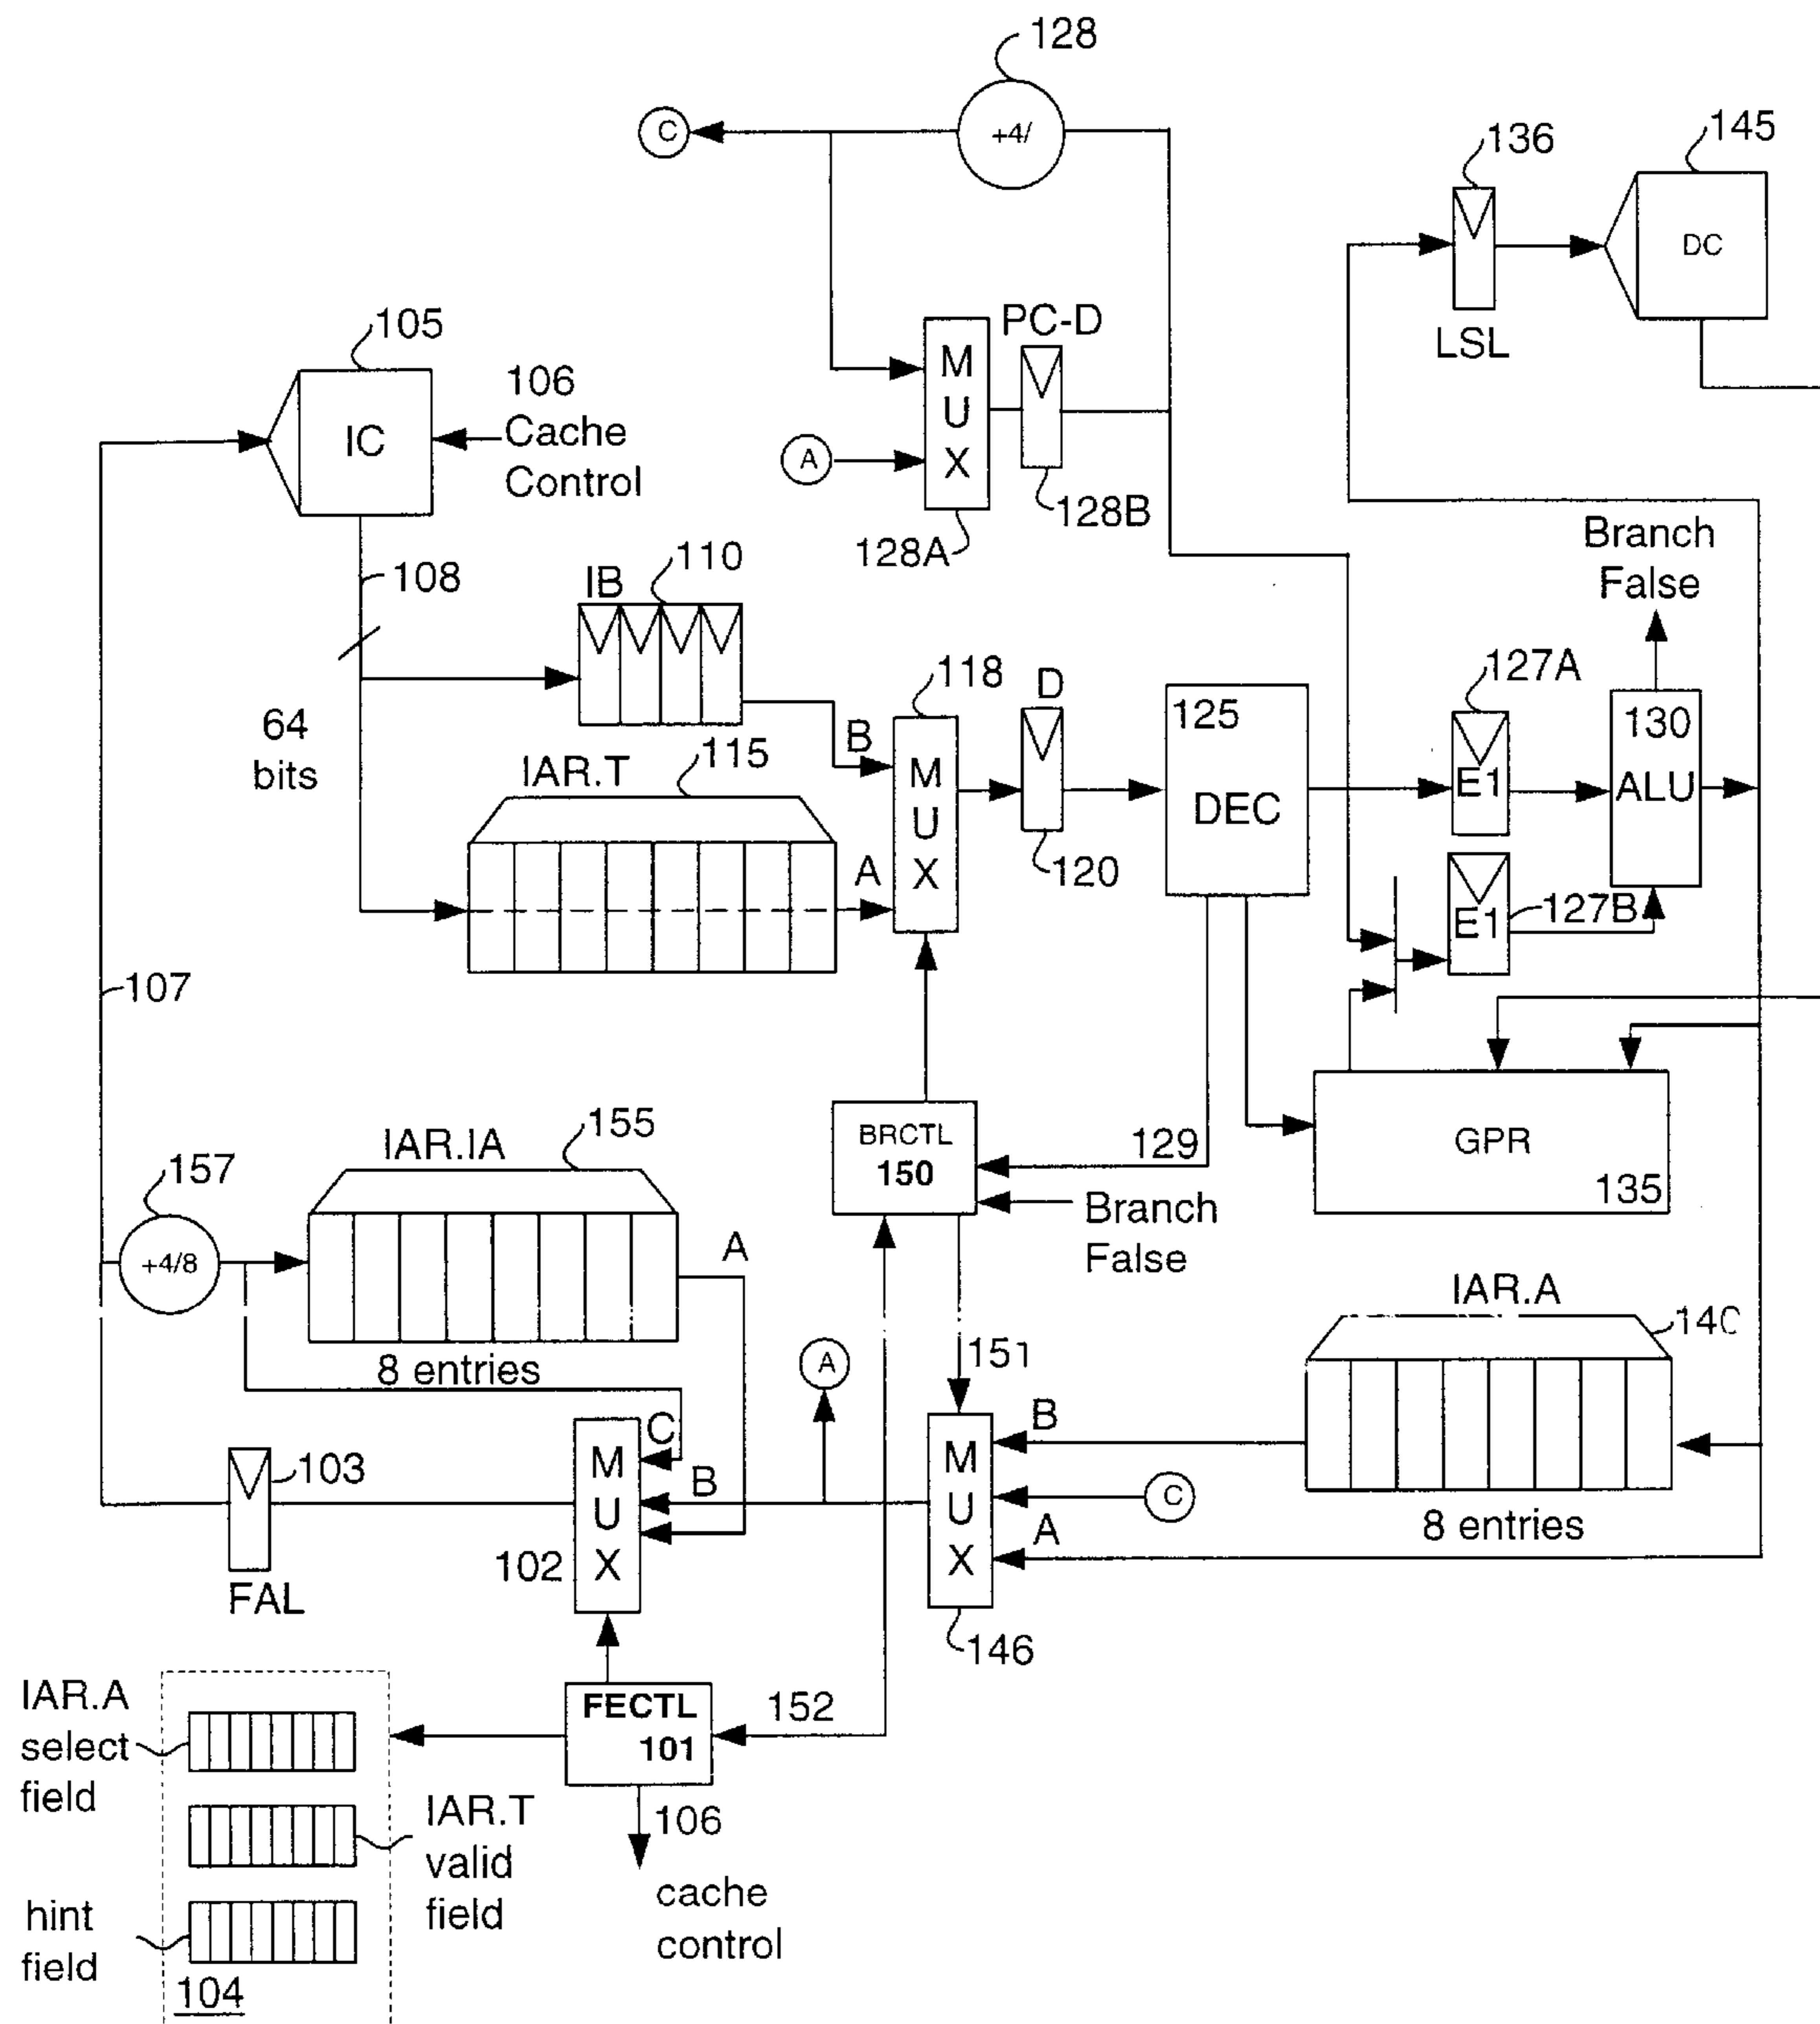 128
C
+4/
136
145
DC
LSL
105
106
Cache
Control
IC
M
U
X
PC-D
A
128A
128B
108
IB
110
64
bits
IAR.T
115
118
B
A
M
U
X
D
120
125
DEC
Branch
False
127A
E1
130
ALU
127B
E1
107
157
+4/8
IAR.IA
155
A
8 entries
BRCTL
150
129
Branch
False
GPR
135
A
151
IAR.A
140
8 entries
103
FAL
102
M
U
X
C
B
M
U
X
B
C
A
146
FECTL
101
152
106
cache
control
IAR.A
select
field
IAR.T
valid
field
hint
field
104